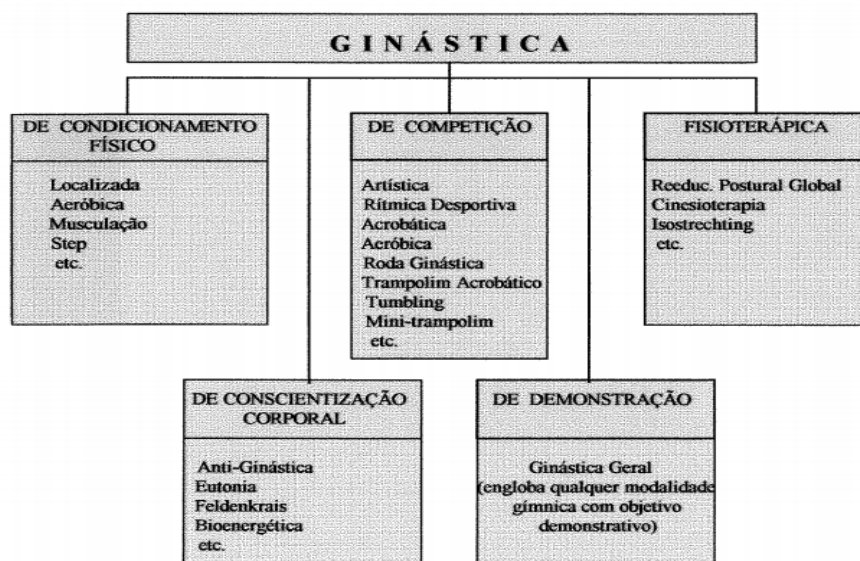 GINÁSTICA
DE CONDICIONAMENTO
FÍSICO
Localizada
Aeróbica
Musculação
Step
etc.
DE COMPETIÇÃO
Artística
Rítmica Desportiva
Acrobática
Aeróbica
Roda Ginástica
Trampolim Acrobático
Tumbling
Mini-trampolim
etc.
FISIOTERÁPICA
Reeduc. Postural Global
Cinesioterapia
Isostrechting
etc.
DE CONSCIENTIZAÇÃO
CORPORAL
Anti-Ginástica
Eutonia
Feldenkrais
Bioenergética
etc.
DE DEMONSTRAÇÃO
Ginástica Geral
(engloba qualquer modalidade
gímnica com objetivo
demonstrativo)